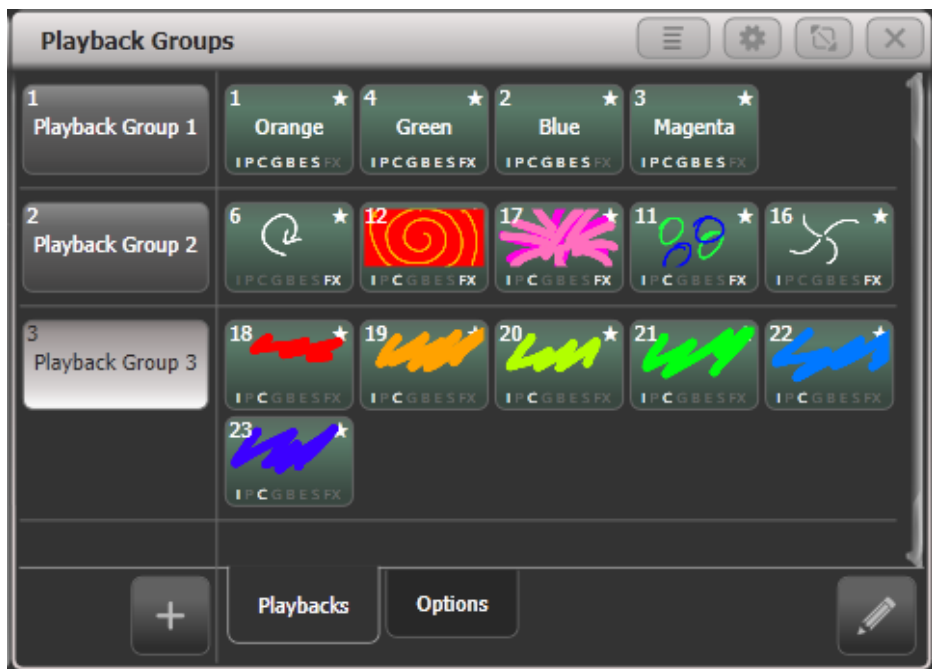 Playback Groups
1
Playback Group 1
1 4 2 3
Orange Green Blue Magenta
IPCGBESFX IPCGBESFX IPCGBESFX IPCGBESFX
2
Playback Group 2
6 12 17 11 16
IPCGBESFX IPCGBESFX IPCGBESFX IPCGBESFX IPCGBESFX
3
Playback Group 3
18 19 20 21 22
IPCGBESFX IPCGBESFX IPCGBESFX IPCGBESFX IPCGBESFX
23
IPCGBESFX
+ Playbacks Options